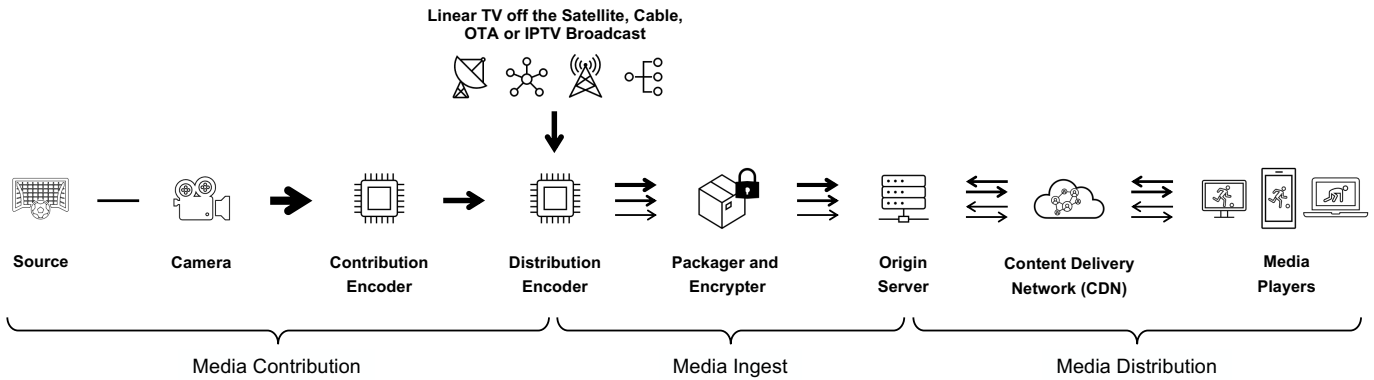 Linear TV off the Satellite, Cable,
OTA or IPTV Broadcast
Source
Camera
Contribution
Encoder
Distribution
Encoder
Packager and
Encrypter
Origin
Server
Content Delivery
Network (CDN)
Media
Players
Media Contribution
Media Ingest
Media Distribution